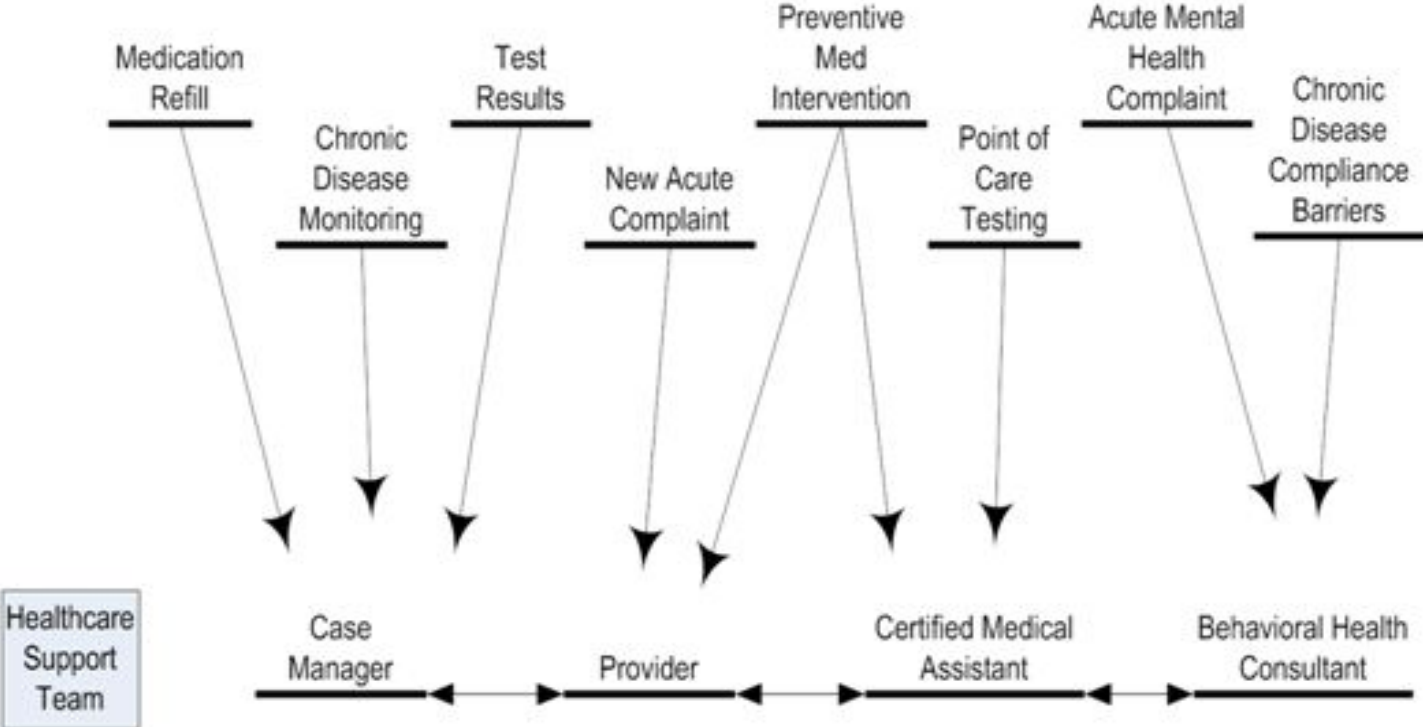 Medication
Refill
Chronic
Disease
Monitoring
Test
Results
New Acute
Complaint
Preventive
Med
Intervention
Point of
Care
Testing
Acute Mental
Health
Complaint
Chronic
Disease
Compliance
Barriers
Healthcare
Support
Team
Case
Manager
Provider
Certified Medical
Assistant
Behavioral Health
Consultant